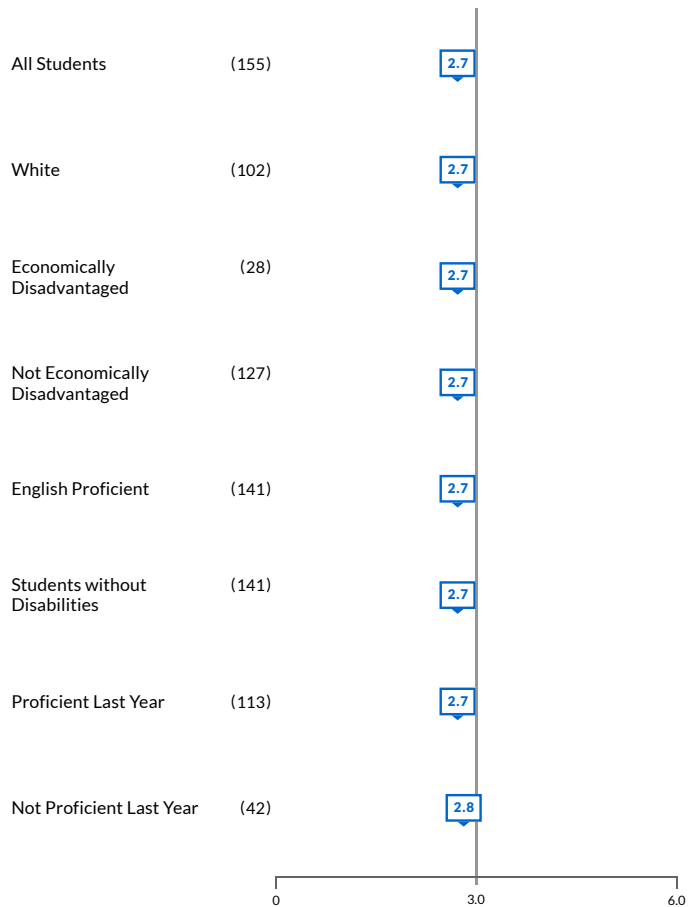 All Students (155) 2.7
White (102) 2.7
Economically (28)
Disadvantaged
2.7
Not Economically (127)
Disadvantaged
2.7
English Proficient (141) 2.7
Students without (141)
Disabilities
2.7
Proficient Last Year (113) 2.7
Not Proficient Last Year (42) 2.8
0 3.0 6.0